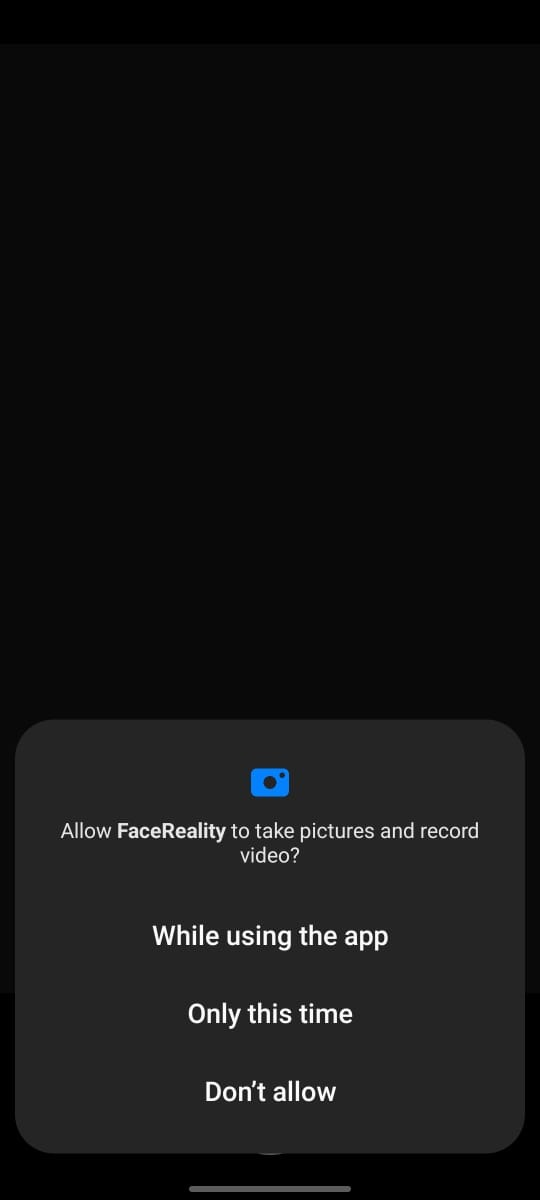 Allow FaceReality to take pictures and record
video?
While using the app
Only this time
Don’t allow